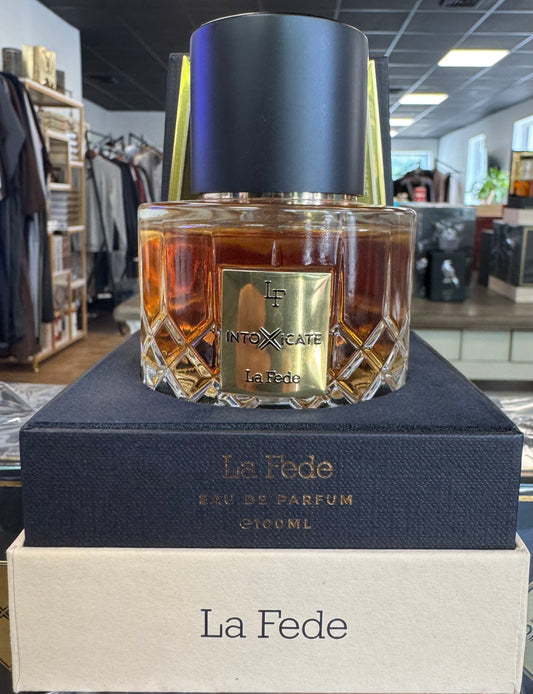 LF
INTOXiCATE
La Fede
La Fede
EAU DE PARFUM
℮100ML
La Fede